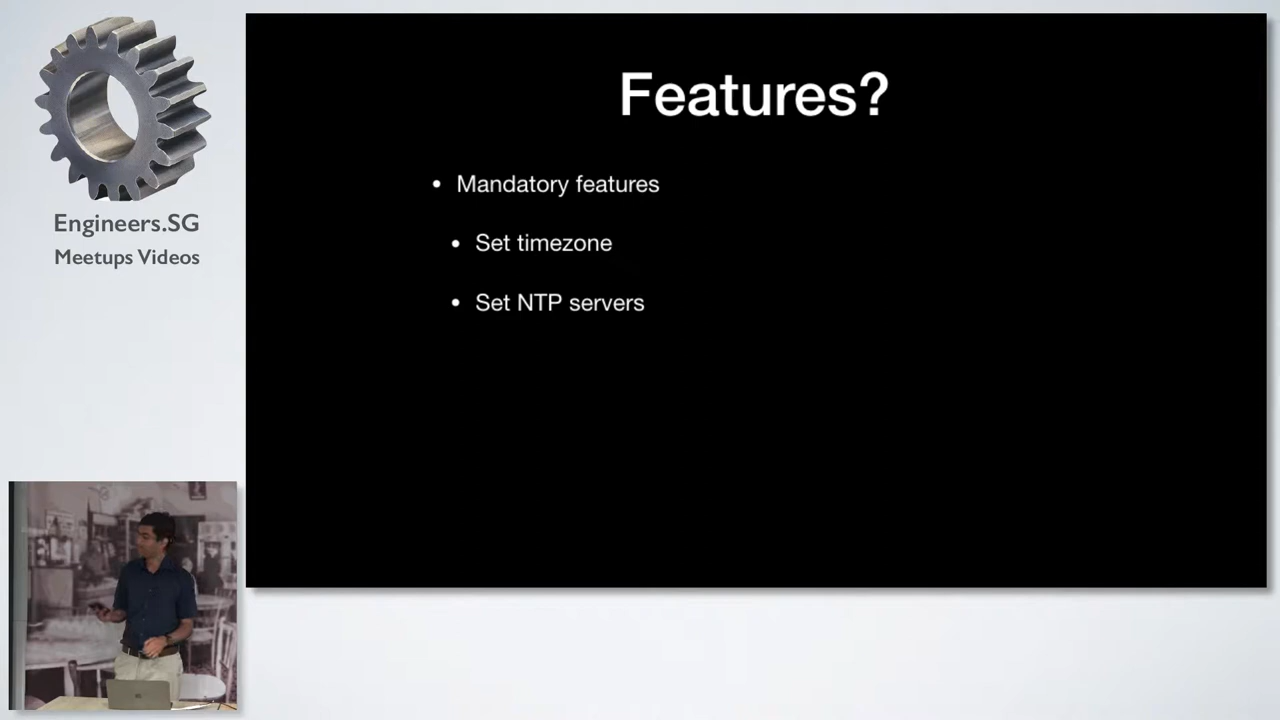 Features?
Mandatory features
Set timezone
Set NTP servers
Engineers.SG
Meetups Videos